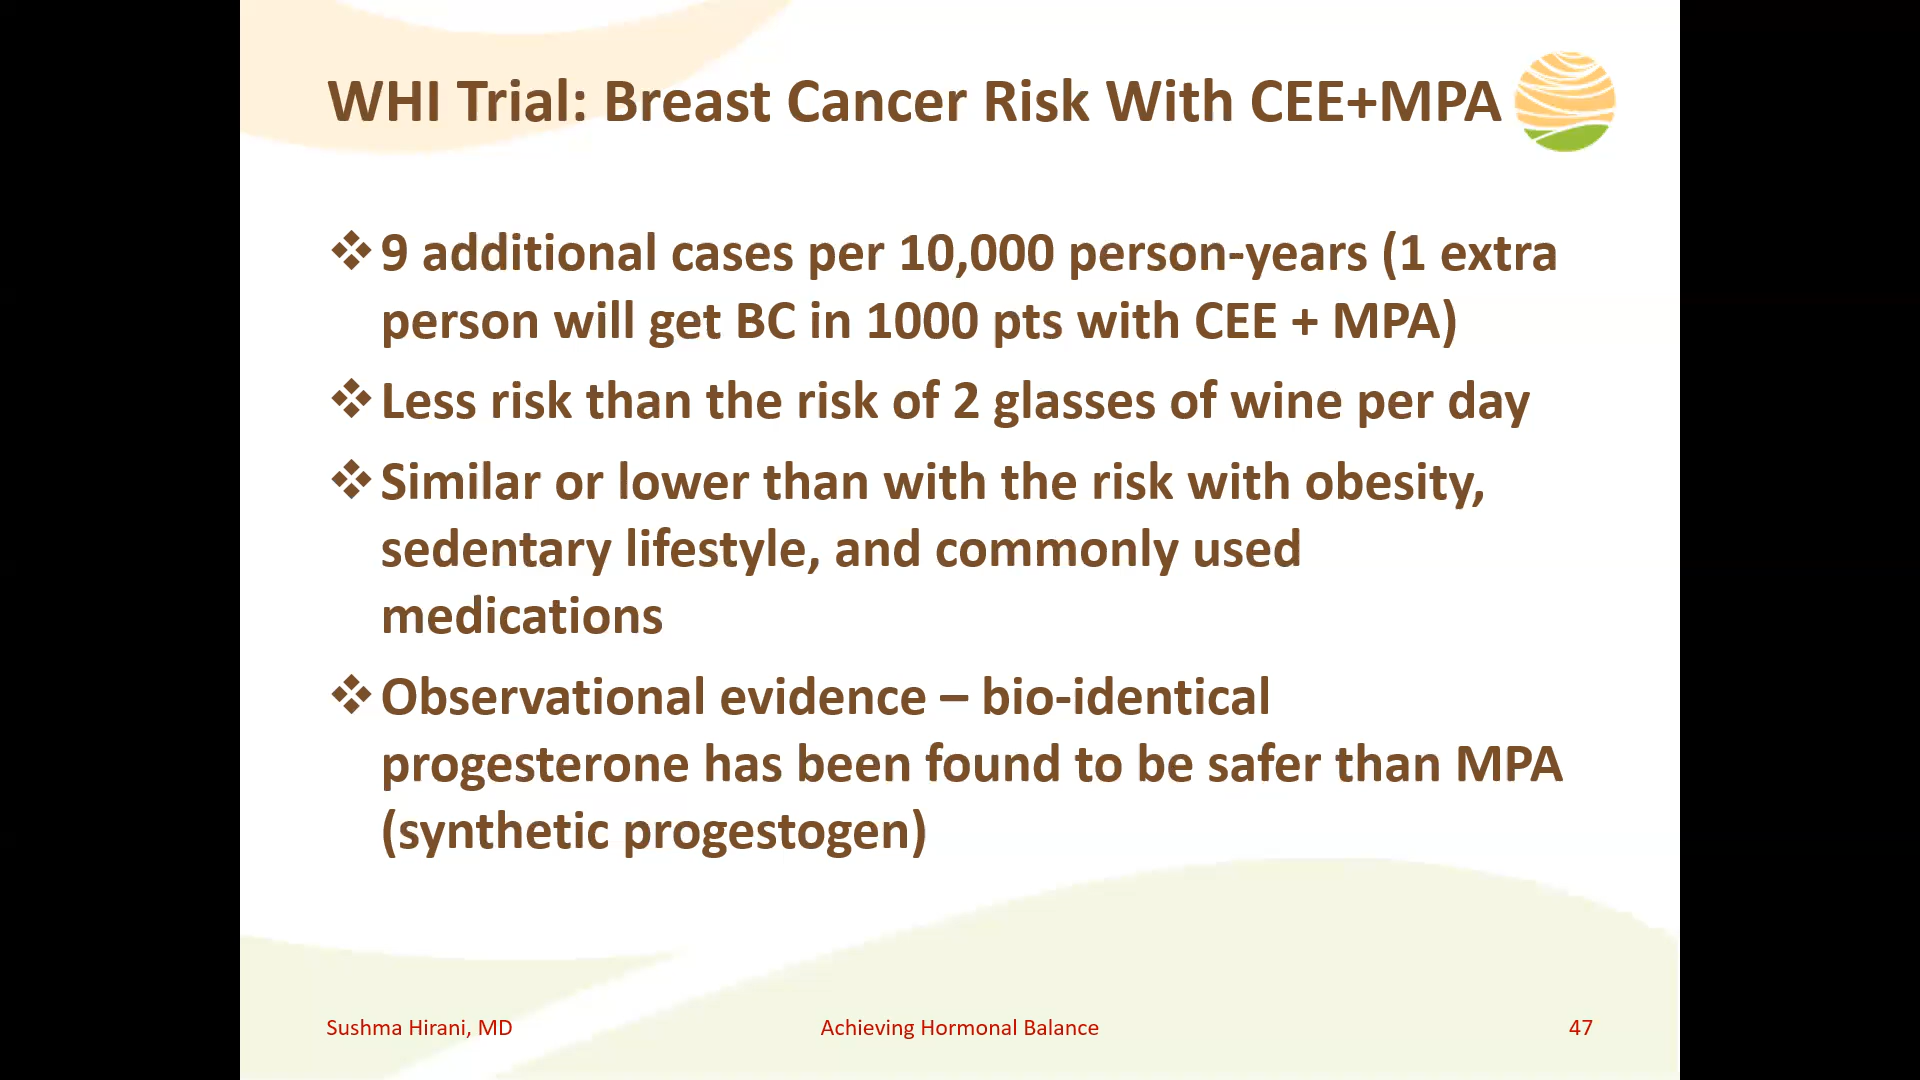 WHI Trial: Breast Cancer Risk With CEE+MPA
❖9 additional cases per 10,000 person-years (1 extra
person will get BC in 1000 pts with CEE + MPA)
❖Less risk than the risk of 2 glasses of wine per day
❖Similar or lower than with the risk with obesity,
sedentary lifestyle, and commonly used
medications
❖Observational evidence – bio-identical
progesterone has been found to be safer than MPA
(synthetic progestogen)
Sushma Hirani, MD
Achieving Hormonal Balance
47